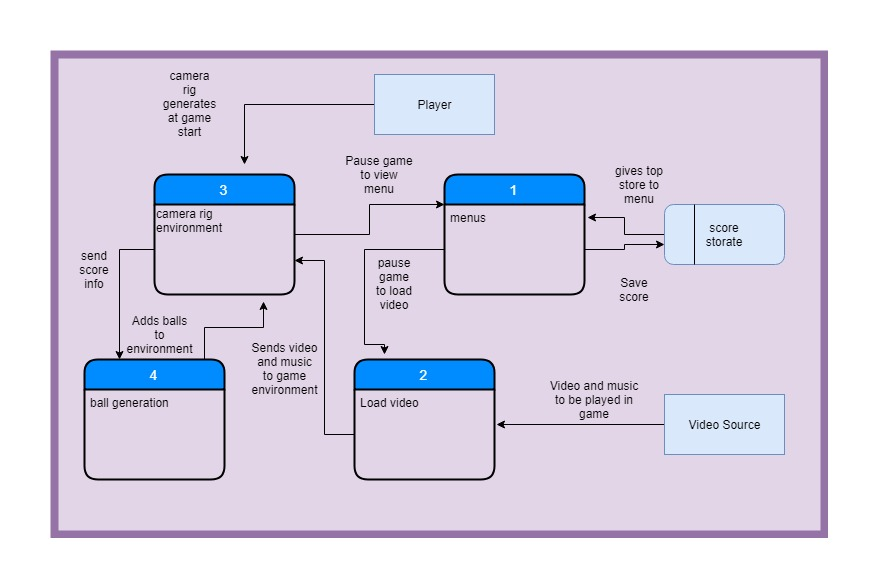 camera
rig
generates
at game
start
Player
Pause game
to view
menu
gives top
store to
menu
3
camera rig
environment
1
menus
score
storate
send
score
info
pause
game
to load
video
Save
score
Adds balls
to
environment
Sends video
and music
to game
environment
4
ball generation
2
Load video
Video and music
to be played in
game
Video Source